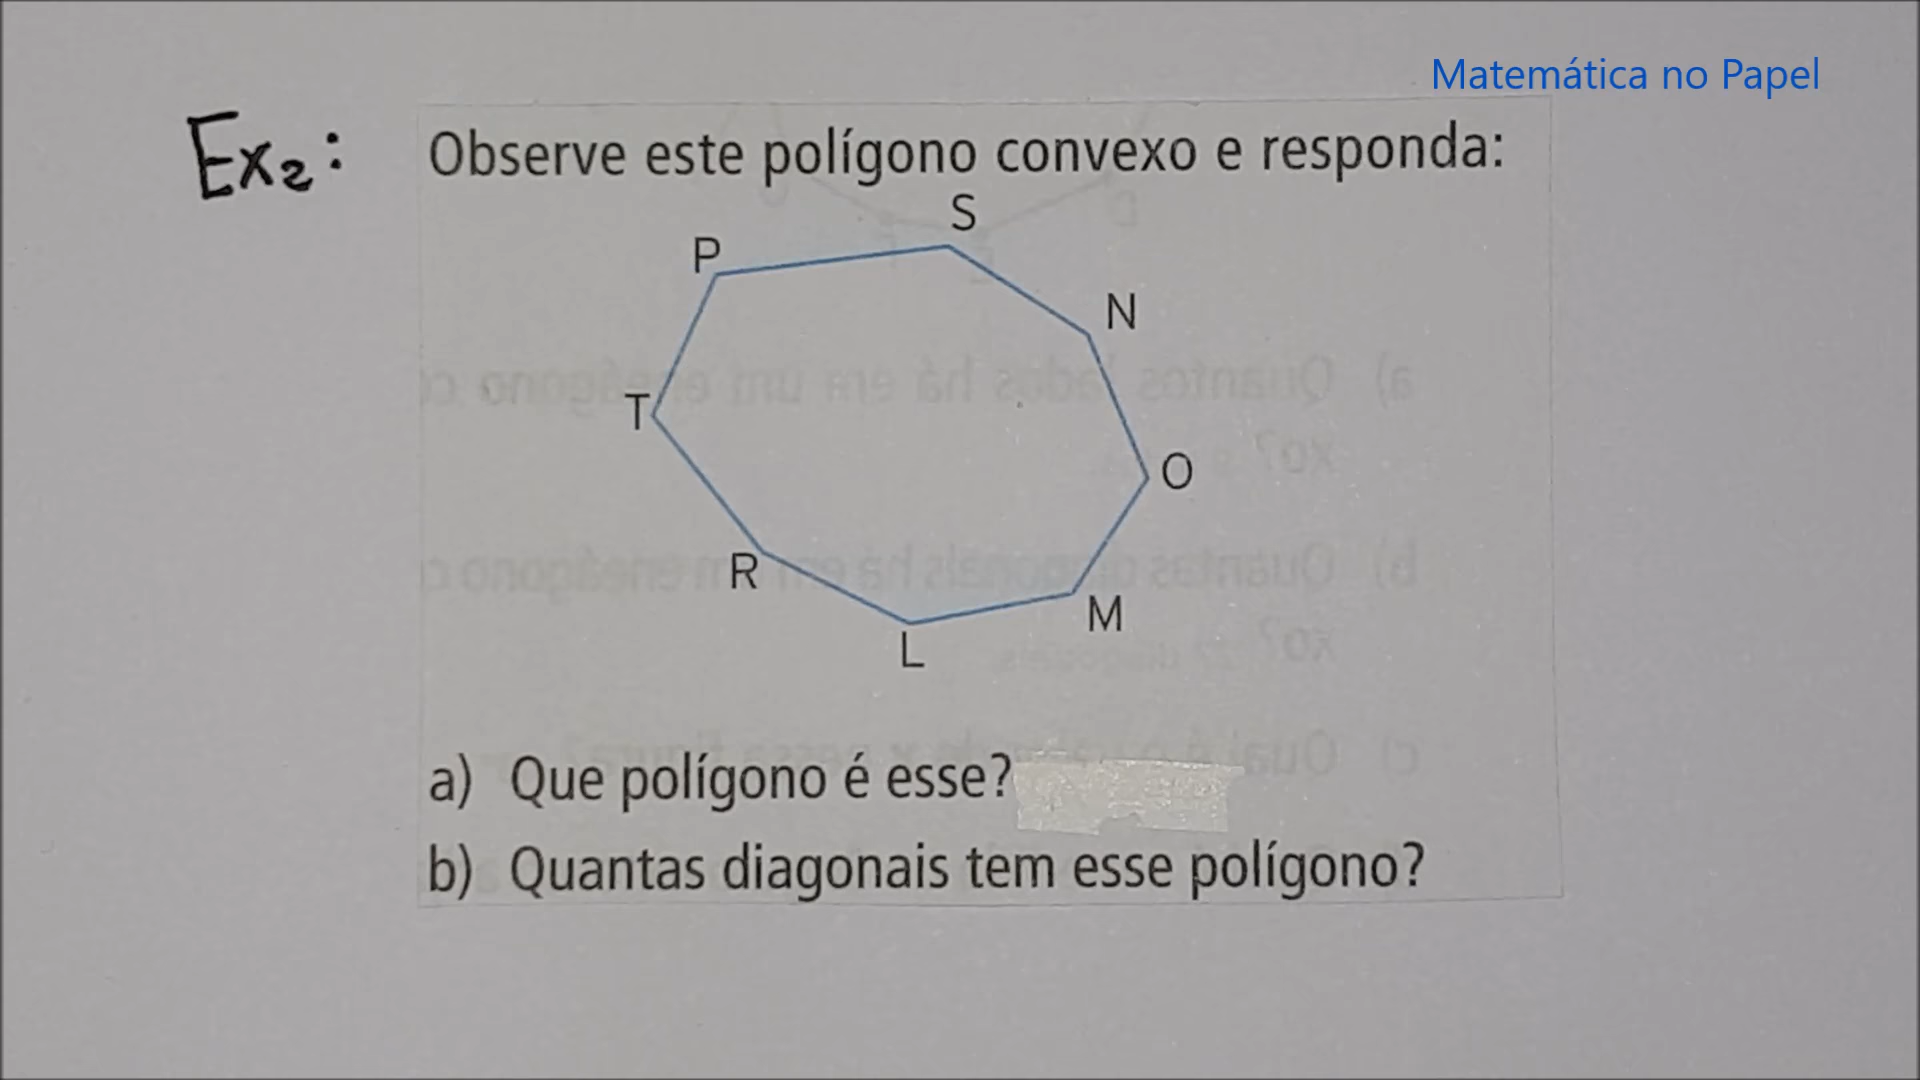 Matemática no Papel
Ex2: Observe este polígono convexo e responda:
S
P
N
T
O
R
M
L
a) Que polígono é esse?
b) Quantas diagonais tem esse polígono?